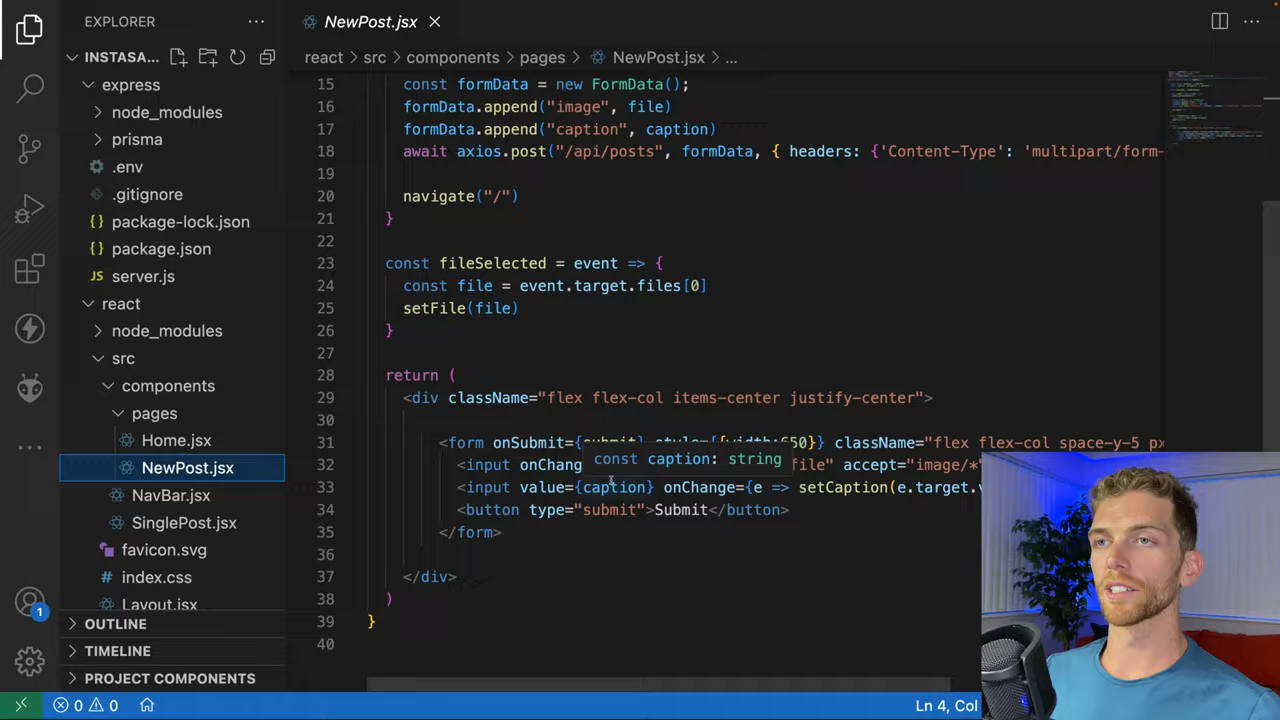 EXPLORER
NewPost.jsx
INSTASA...
react > src > components > pages > NewPost.jsx > ...
express
node_modules
prisma
.env
.gitignore
{} package-lock.json
{} package.json
JS server.js
react
node_modules
src
components
pages
Home.jsx
NewPost.jsx
NavBar.jsx
SinglePost.jsx
favicon.svg
# index.css
Layout.jsx
OUTLINE
TIMELINE
PROJECT COMPONENTS
15 const formData = new FormData();
16 formData.append("image", file)
17 formData.append("caption", caption)
18 await axios.post("/api/posts", formData, { headers: {'Content-Type': 'multipart/form-
19
20 navigate("/")
21 }
22
23 const fileSelected = event => {
24 const file = event.target.files[0]
25 setFile(file)
26 }
27
28 return (
29 <div className="flex flex-col items-center justify-center">
30
31 <form onSubmit={submit} style={{width:650}} className="flex flex-col space-y-5 px
const caption: string
32 <input onChang file" accept="image/*"
33 <input value={caption} onChange={e => setCaption(e.target.v
34 <button type="submit">Submit</button>
35 </form>
36
37 </div>
38 )
39 }
40
1
0 0
Ln 4, Col